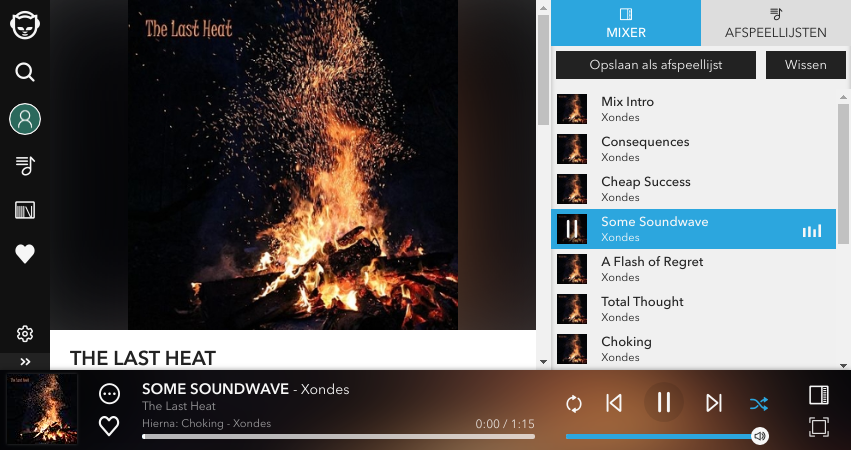 The Last Heat
THE LAST HEAT
MIXER
AFSPEELLIJSTEN
Opslaan als afspeellijst
Wissen
Mix Intro
Xondes
Consequences
Xondes
Cheap Success
Xondes
Some Soundwave
Xondes
A Flash of Regret
Xondes
Total Thought
Xondes
Choking
Xondes
SOME SOUNDWAVE - Xondes
The Last Heat
Hierna: Choking - Xondes
0:00 / 1:15